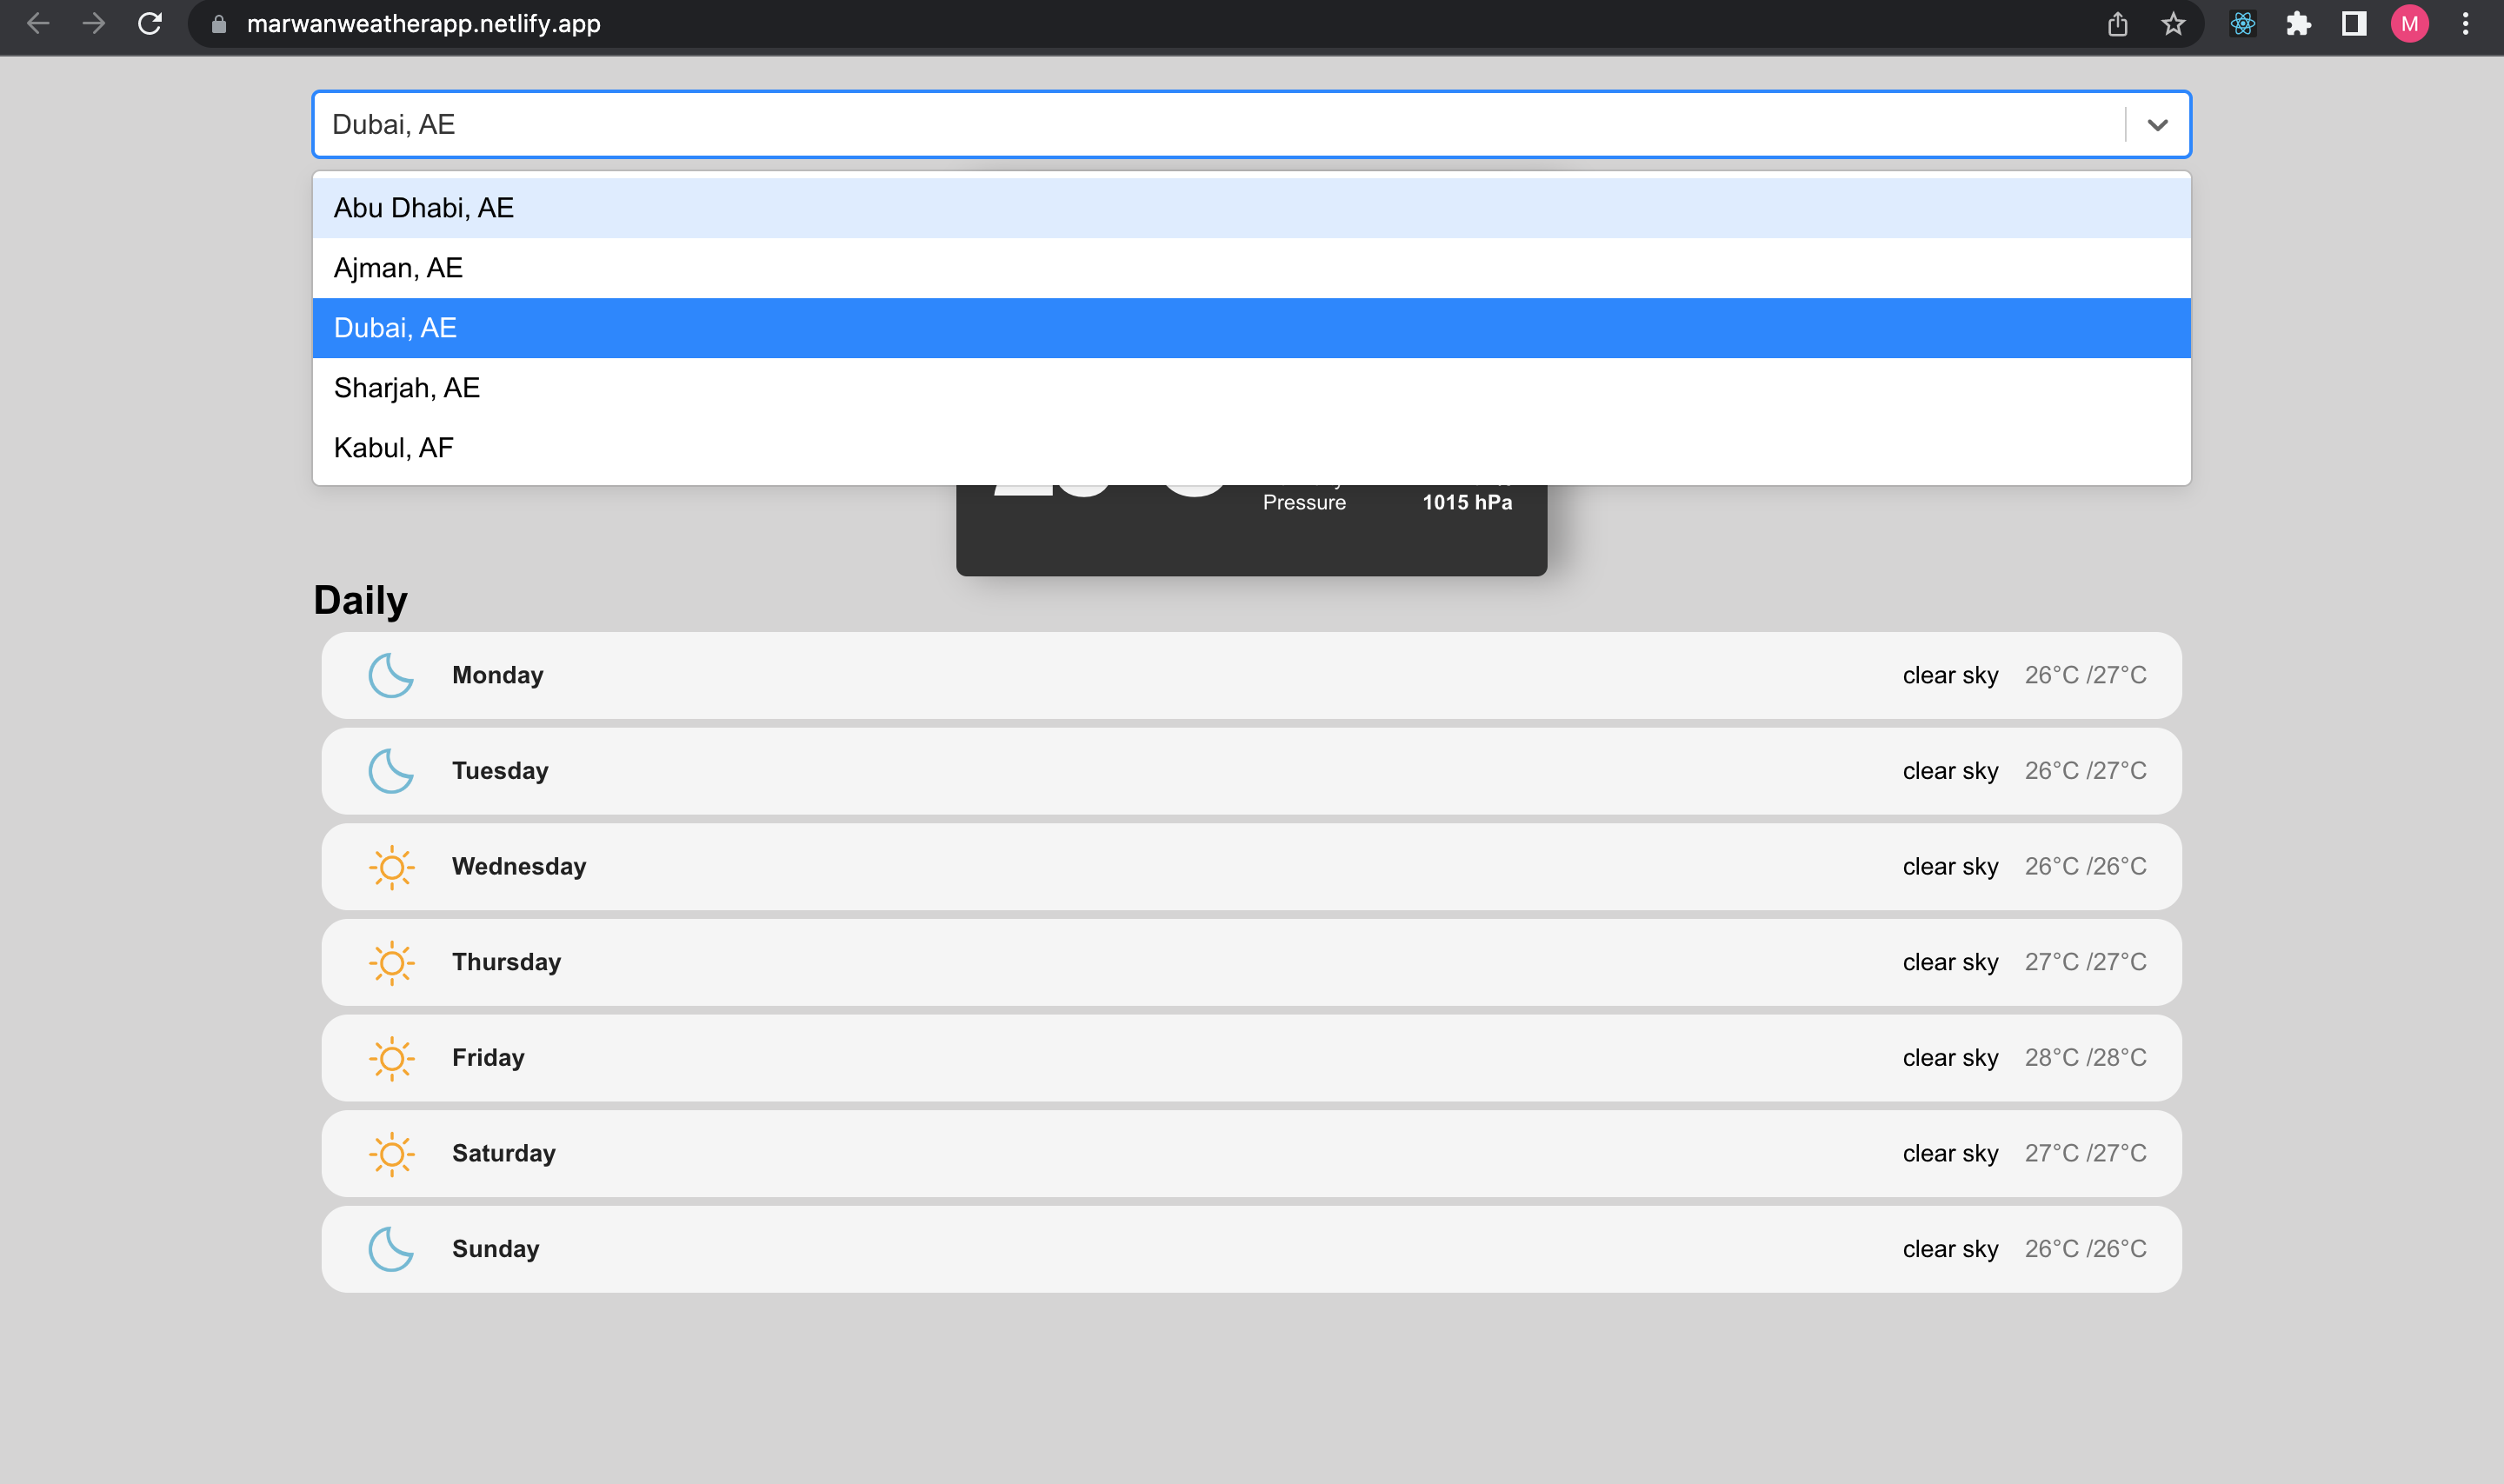 marwanweatherapp.netlify.app
M
Dubai, AE
Abu Dhabi, AE
Ajman, AE
Dubai, AE
Sharjah, AE
Kabul, AF
Pressure 1015 hPa
Daily
Monday clear sky 26°C /27°C
Tuesday clear sky 26°C /27°C
Wednesday clear sky 26°C /26°C
Thursday clear sky 27°C /27°C
Friday clear sky 28°C /28°C
Saturday clear sky 27°C /27°C
Sunday clear sky 26°C /26°C